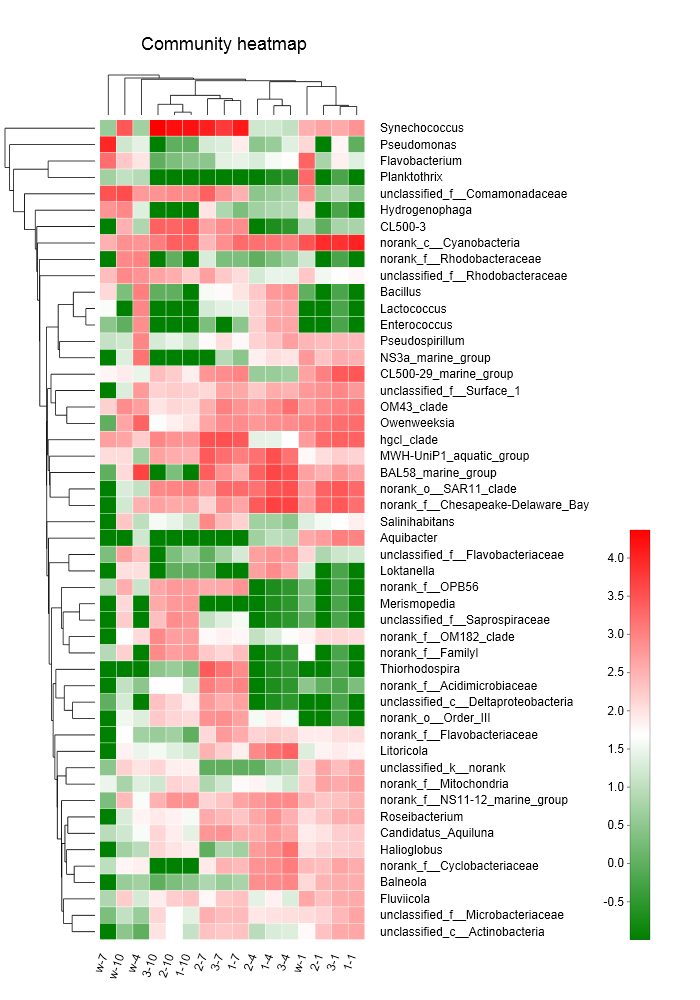 Community heatmap
Synechococcus
Pseudomonas
Flavobacterium
Planktothrix
unclassified_f__Comamonadaceae
Hydrogenophaga
CL500-3
norank_c__Cyanobacteria
norank_f__Rhodobacteraceae
unclassified_f__Rhodobacteraceae
Bacillus
Lactococcus
Enterococcus
Pseudospirillum
NS3a_marine_group
CL500-29_marine_group
unclassified_f__Surface_1
OM43_clade
Owenweeksia
hgcI_clade
MWH-UniP1_aquatic_group
BAL58_marine_group
norank_o__SAR11_clade
norank_f__Chesapeake-Delaware_Bay
Salinihabitans
Aquibacter
unclassified_f__Flavobacteriaceae
Loktanella
norank_f__OPB56
Merismopedia
unclassified_f__Saprospiraceae
norank_f__OM182_clade
norank_f__FamilyI
Thiorhodospira
norank_f__Acidimicrobiaceae
unclassified_c__Deltaproteobacteria
norank_o__Order_III
norank_f__Flavobacteriaceae
Litoricola
unclassified_k__norank
norank_f__Mitochondria
norank_f__NS11-12_marine_group
Roseibacterium
Candidatus_Aquiluna
Halioglobus
norank_f__Cyclobacteriaceae
Balneola
Fluviicola
unclassified_f__Microbacteriaceae
unclassified_c__Actinobacteria
4.0
3.5
3.0
2.5
2.0
1.5
1.0
0.5
0.0
-0.5
w-7 w-10 w-4 3-10 2-10 1-10 2-7 3-7 1-7 2-4 1-4 3-4 w-1 2-1 3-1 1-1